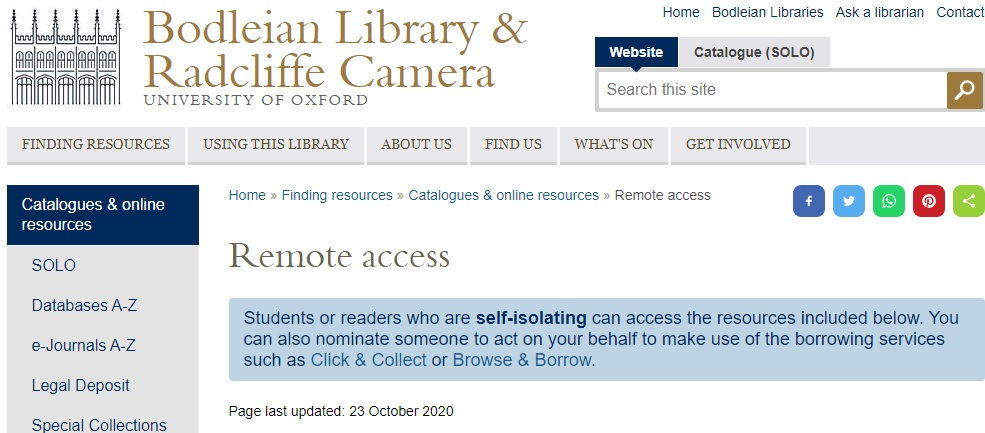 Home Bodleian Libraries Ask a librarian Contact
Bodleian Library &
Radcliffe Camera
UNIVERSITY OF OXFORD
Website Catalogue (SOLO)
Search this site
FINDING RESOURCES USING THIS LIBRARY ABOUT US FIND US WHAT'S ON GET INVOLVED
Catalogues & online
resources
SOLO
Databases A-Z
e-Journals A-Z
Legal Deposit
Special Collections
Home » Finding resources » Catalogues & online resources » Remote access
Remote access
Students or readers who are self-isolating can access the resources included below. You
can also nominate someone to act on your behalf to make use of the borrowing services
such as Click & Collect or Browse & Borrow.
Page last updated: 23 October 2020